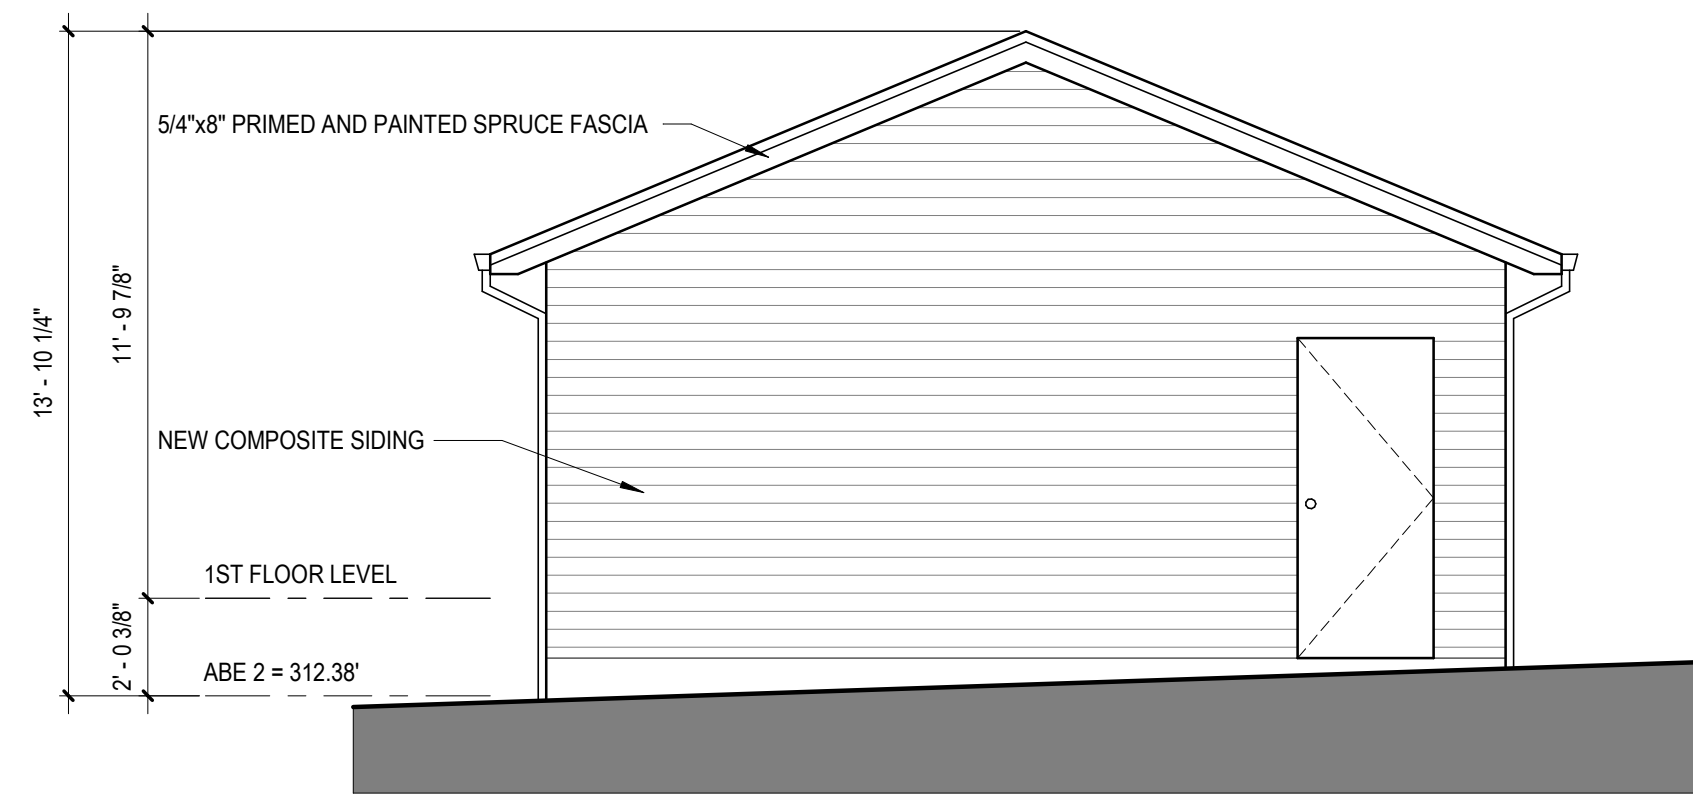 5/4"x8" PRIMED AND PAINTED SPRUCE FASCIA
13' - 10 1/4"
11' - 9 7/8"
NEW COMPOSITE SIDING
1ST FLOOR LEVEL
2' - 0 3/8"
ABE 2 = 312.38'